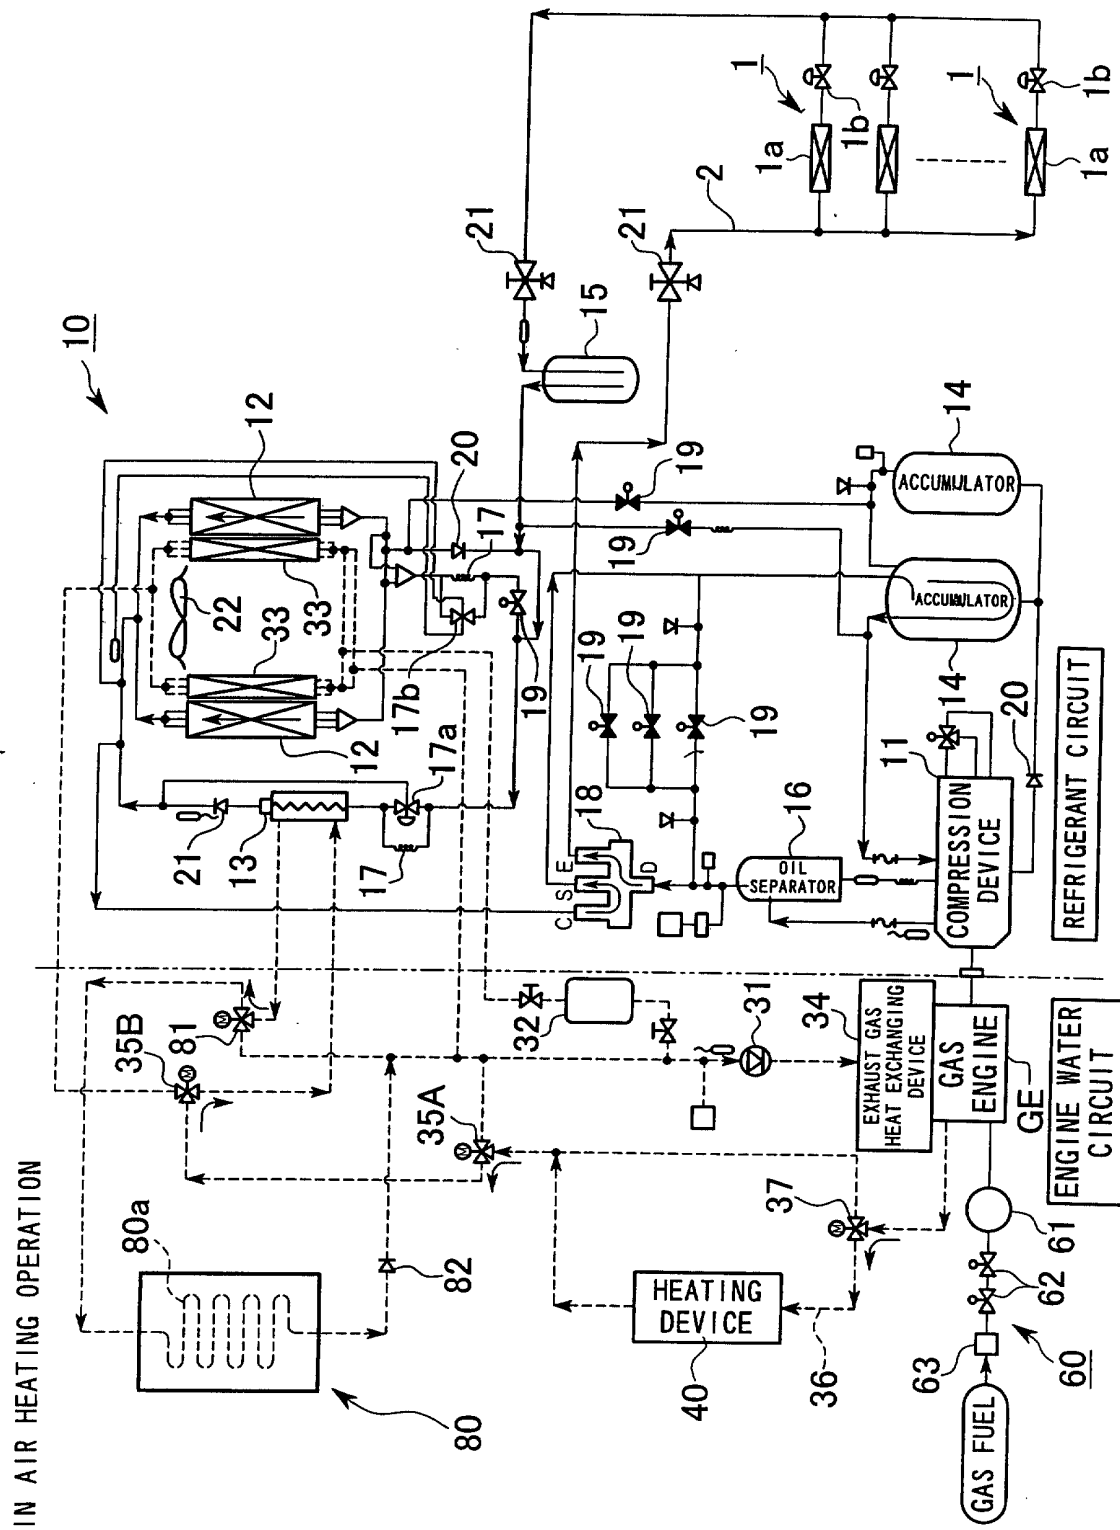 IN AIR HEATING OPERATION
10
12
33
22
33
12
20
17
19
17b
17a
21
13
17
21
15
21
2
1
1a
1b
1
1a
1b
19
19
19
19
19
18
C
S
E
D
16
OIL
SEPARATOR
14
ACCUMULATOR
14
ACCUMULATOR
11
20
COMPRESSION
DEVICE
REFRIGERANT CIRCUIT
35B
M
81
M
32
31
34
EXHAUST GAS
HEAT EXCHANGING
DEVICE
GAS
ENGINE
GE
ENGINE WATER
CIRCUIT
35A
M
37
M
80a
80
82
HEATING
DEVICE
40
36
61
62
63
60
GAS FUEL